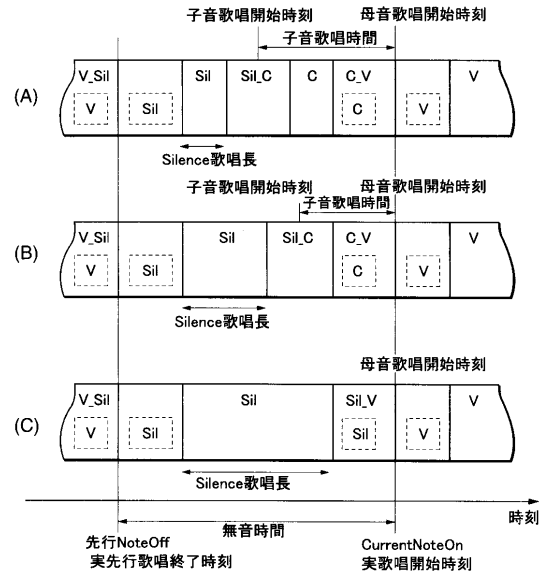 子音歌唱開始時刻 母音歌唱開始時刻
子音歌唱時間
(A)
V_Sil Sil Sil_C C C_V V
V Sil C V
Silence歌唱長
子音歌唱開始時刻 母音歌唱開始時刻
子音歌唱時間
(B)
V_Sil Sil Sil_C C_V V
V Sil C V
Silence歌唱長
母音歌唱開始時刻
(C)
V_Sil Sil Sil_V V
V Sil Sil V
Silence歌唱長
時刻
無音時間
先行NoteOff CurrentNoteOn
実先行歌唱終了時刻 実歌唱開始時刻